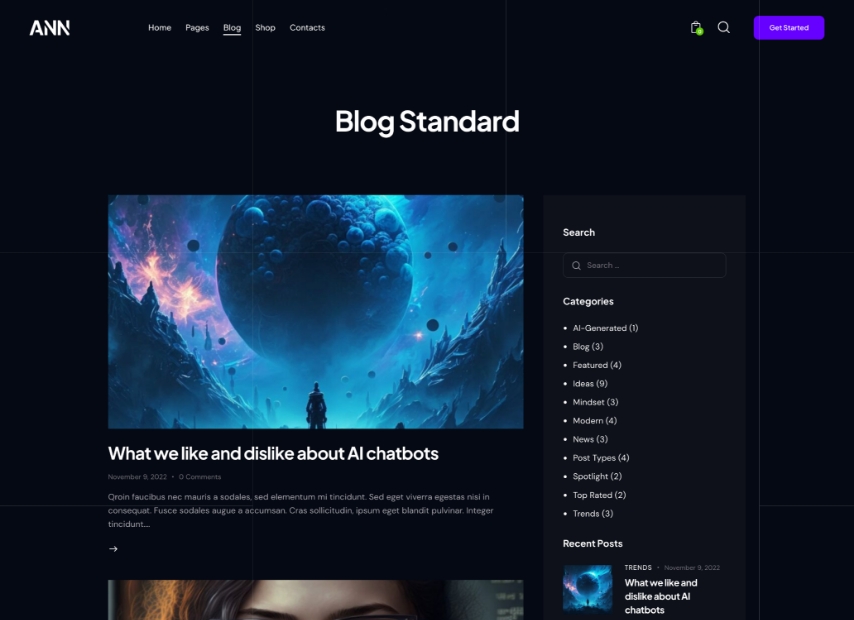 ANN
Home
Pages
Blog
Shop
Contacts
0
Get Started
Blog Standard
What we like and dislike about AI chatbots
November 9, 2022 • 0 Comments
Qroin faucibus nec mauris a sodales, sed elementum mi tincidunt. Sed eget viverra egestas nisi in
consequat. Fusce sodales augue a accumsan. Cras sollicitudin, ipsum eget blandit pulvinar. Integer
tincidunt...
Search
Search ...
Categories
• AI-Generated (1)
• Blog (3)
• Featured (4)
• Ideas (9)
• Mindset (3)
• Modern (4)
• News (3)
• Post Types (4)
• Spotlight (2)
• Top Rated (2)
• Trends (3)
Recent Posts
TRENDS • November 9, 2022
What we like and
dislike about AI
chatbots